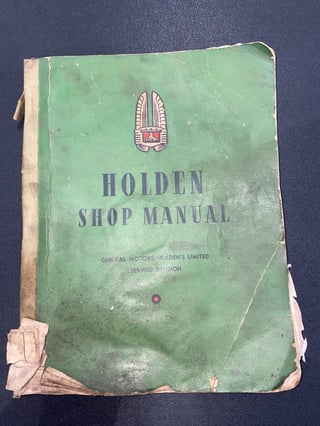 HOLDEN
SHOP MANUAL
GENERAL MOTORS-HOLDEN'S LIMITED
SERVICE DIVISION